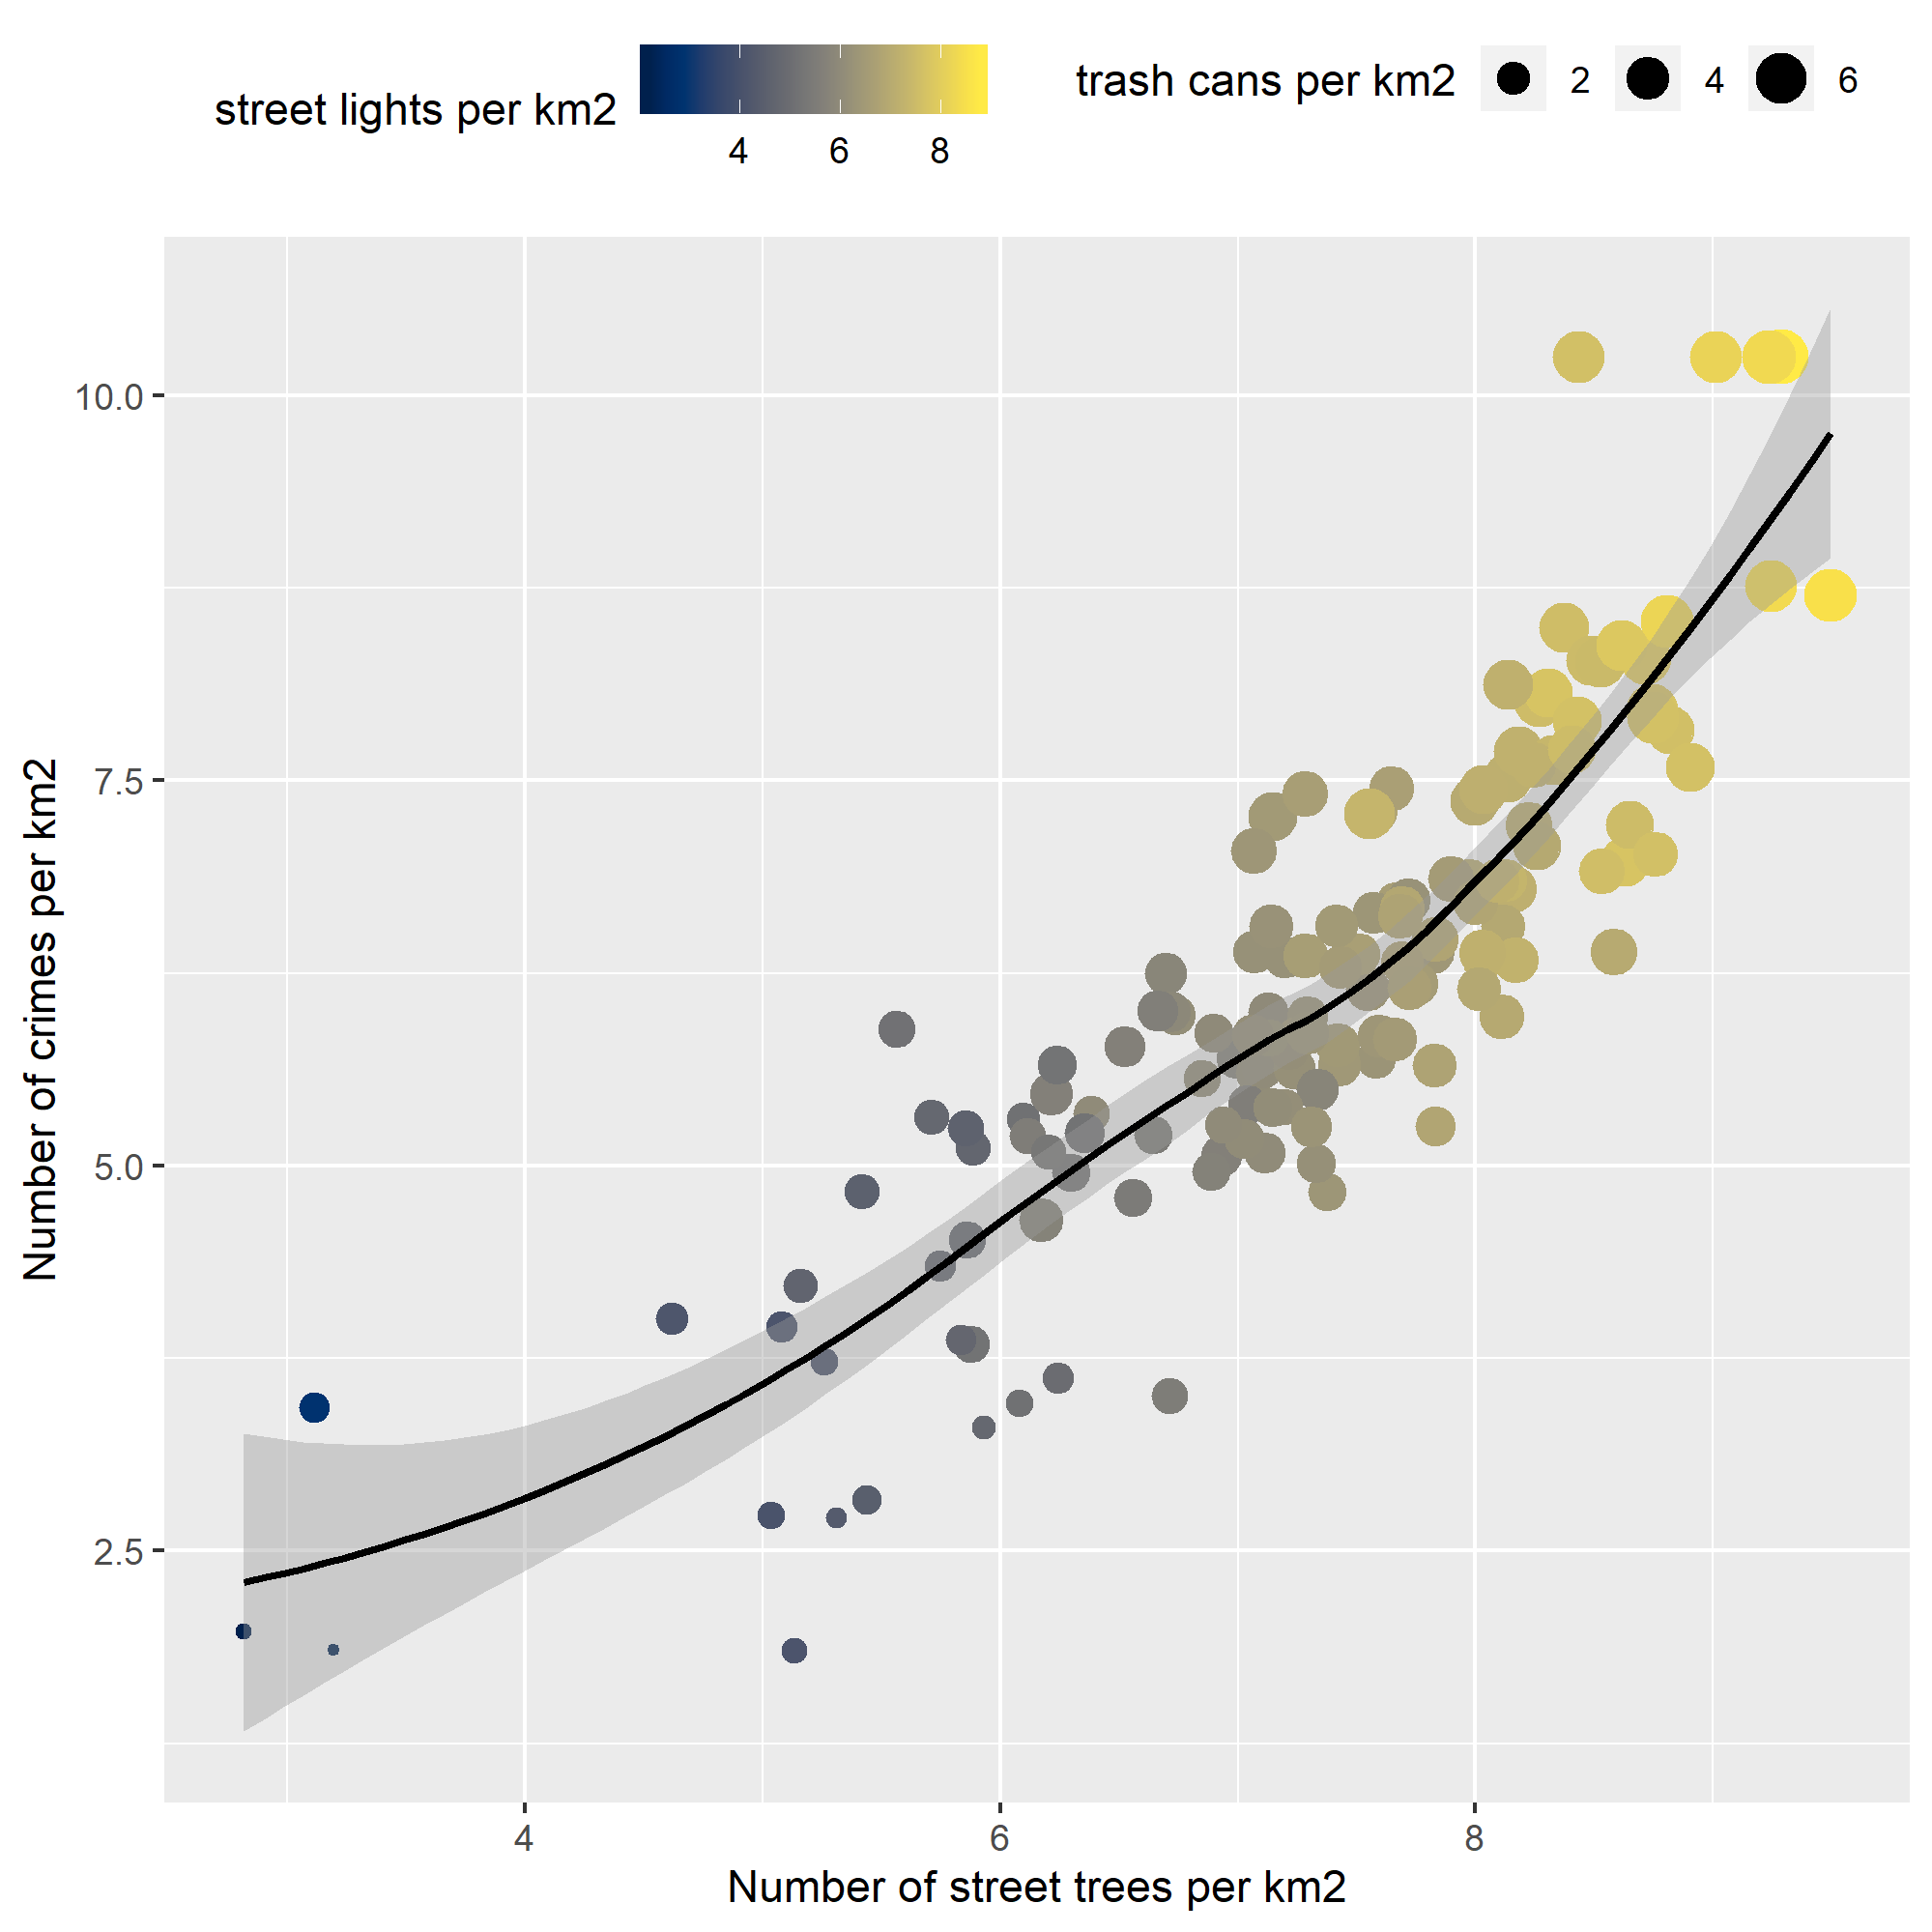 street lights per km2
4 6 8
trash cans per km2 2 4 6
Number of crimes per km2
10.0
7.5
5.0
2.5
4 6 8
Number of street trees per km2